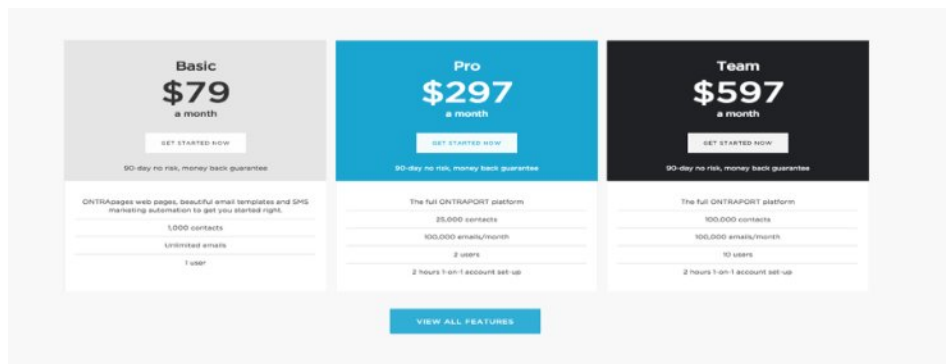 Basic
$79
a month
GET STARTED NOW
90-day no risk, money back guarantee
ONTRApages web pages, beautiful email templates and SMS
marketing automation to get you started right.
1,000 contacts
Unlimited emails
1 user
Pro
$297
a month
GET STARTED NOW
90-day no risk, money back guarantee
The full ONTRAPORT platform
25,000 contacts
100,000 emails/month
2 users
2 hours 1-on-1 account set-up
Team
$597
a month
GET STARTED NOW
90-day no risk, money back guarantee
The full ONTRAPORT platform
100,000 contacts
100,000 emails/month
10 users
2 hours 1-on-1 account set-up
VIEW ALL FEATURES